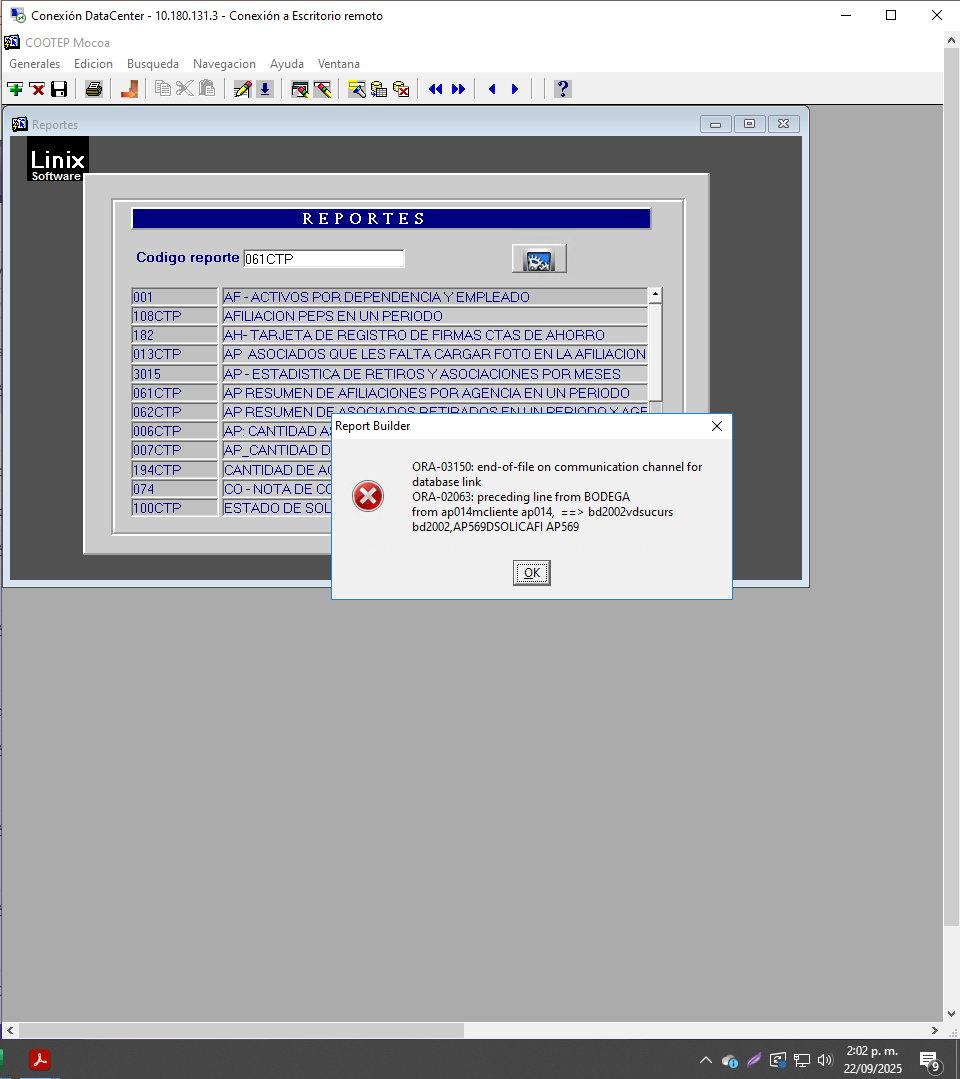 Conexión DataCenter - 10.180.131.3 - Conexión a Escritorio remoto
COOTEP Mocoa
Generales Edicion Busqueda Navegacion Ayuda Ventana
?
Reportes
Linix
Software
REPORTES
Codigo reporte 061CTP
001 AF - ACTIVOS POR DEPENDENCIA Y EMPLEADO
108CTP AFILIACION PEPS EN UN PERIODO
182 AH- TARJETA DE REGISTRO DE FIRMAS CTAS DE AHORRO
013CTP AP ASOCIADOS QUE LES FALTA CARGAR FOTO EN LA AFILIACION
3015 AP - ESTADISTICA DE RETIROS Y ASOCIACIONES POR MESES
061CTP AP RESUMEN DE AFILIACIONES POR AGENCIA EN UN PERIODO
062CTP AP RESUMEN DE ASOCIADOS RETIRADOS EN UN PERIODO Y AGE
006CTP AP: CANTIDAD AS
007CTP AP_CANTIDAD D
194CTP CANTIDAD DE AC
074 CO - NOTA DE CO
100CTP ESTADO DE SOL
Report Builder
ORA-03150: end-of-file on communication channel for
database link
ORA-02063: preceding line from BODEGA
from ap014mcliente ap014, ==> bd2002vdsucurs
bd2002,AP569DSOLICAFI AP569
OK
2:02 p. m.
22/09/2025
9